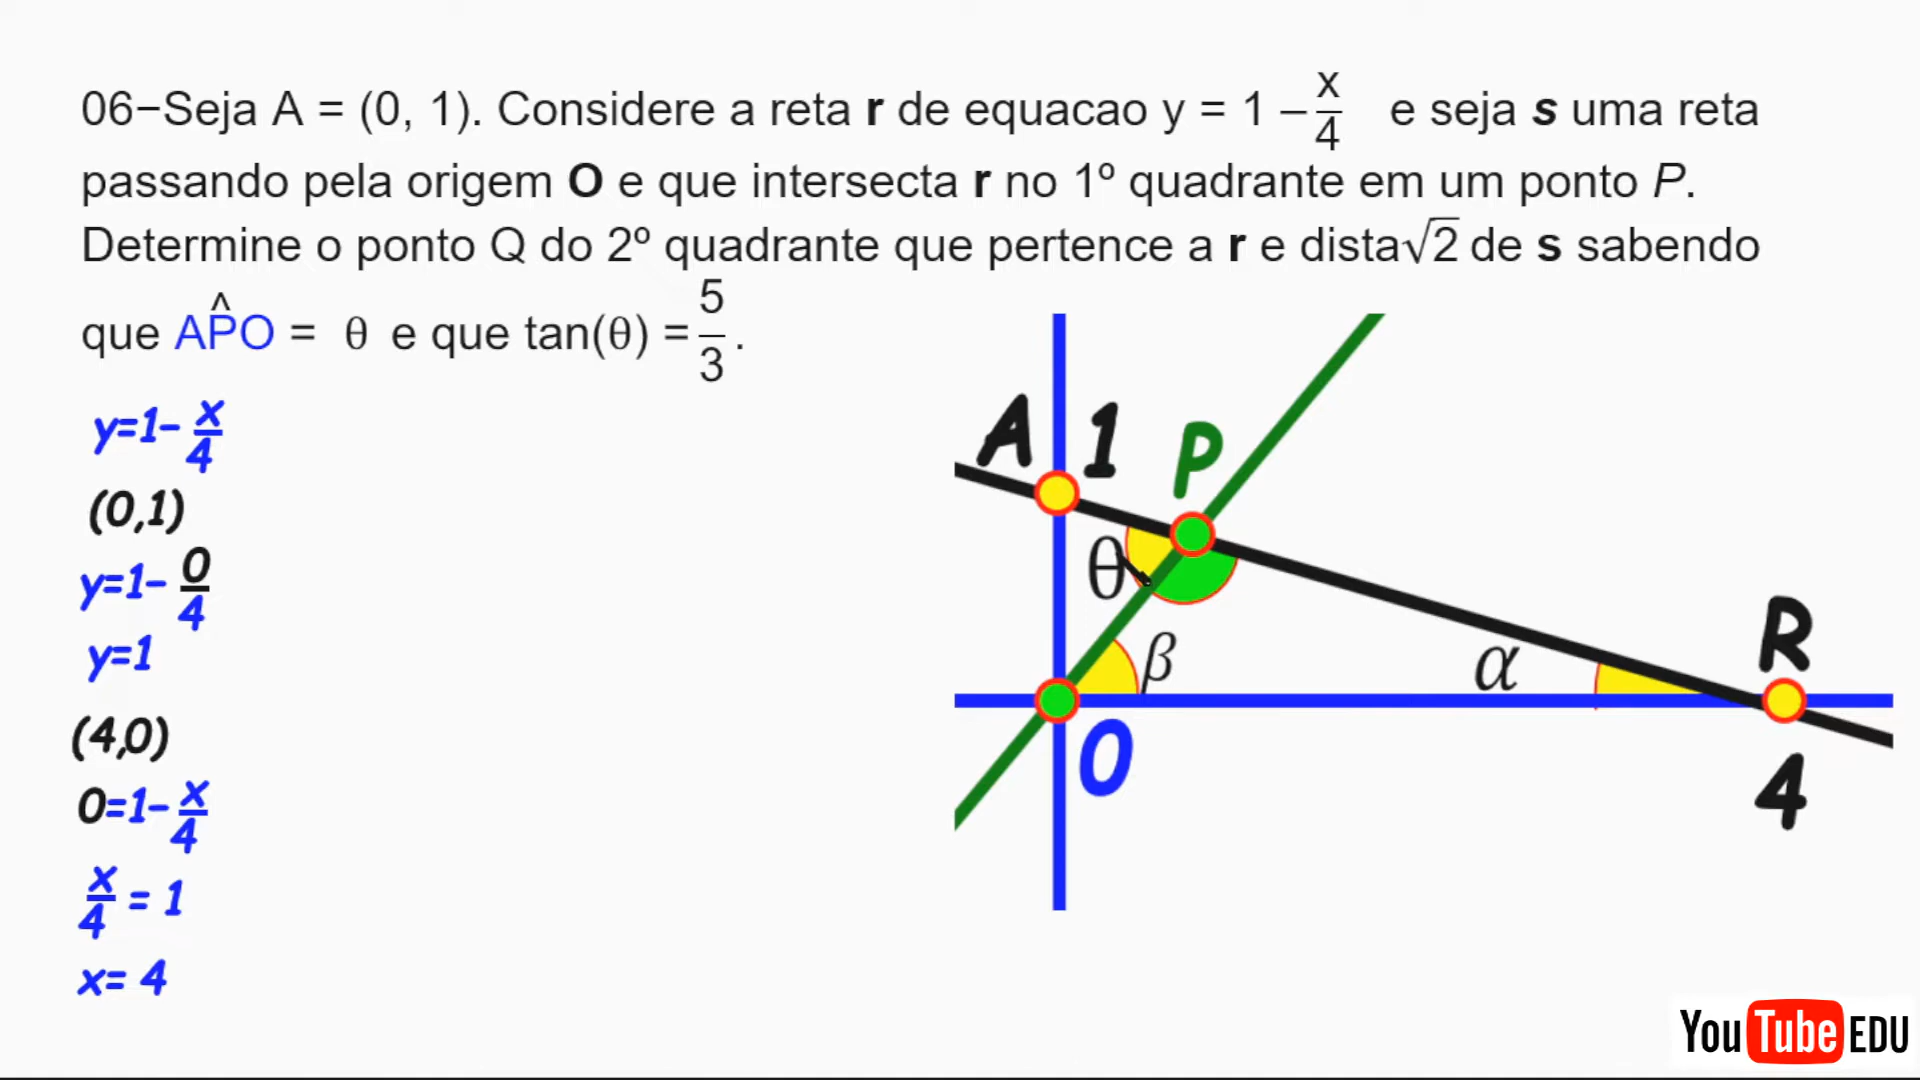 06−Seja A = (0, 1). Considere a reta r de equacao y = 1 − x/4 e seja s uma reta
passando pela origem O e que intersecta r no 1º quadrante em um ponto P.
Determine o ponto Q do 2º quadrante que pertence a r e dista √2 de s sabendo
que AP̂O = θ e que tan(θ) = 5/3.
y=1- x/4
(0,1)
y=1- 0/4
y=1
(4,0)
0=1- x/4
x/4 = 1
x= 4
A 1 P
θ
β α R
O
4
YouTube EDU